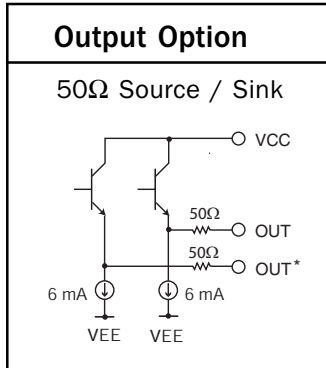 Output Option
50Ω Source / Sink
VCC
50Ω
OUT
50Ω
OUT*
6 mA
6 mA
VEE
VEE